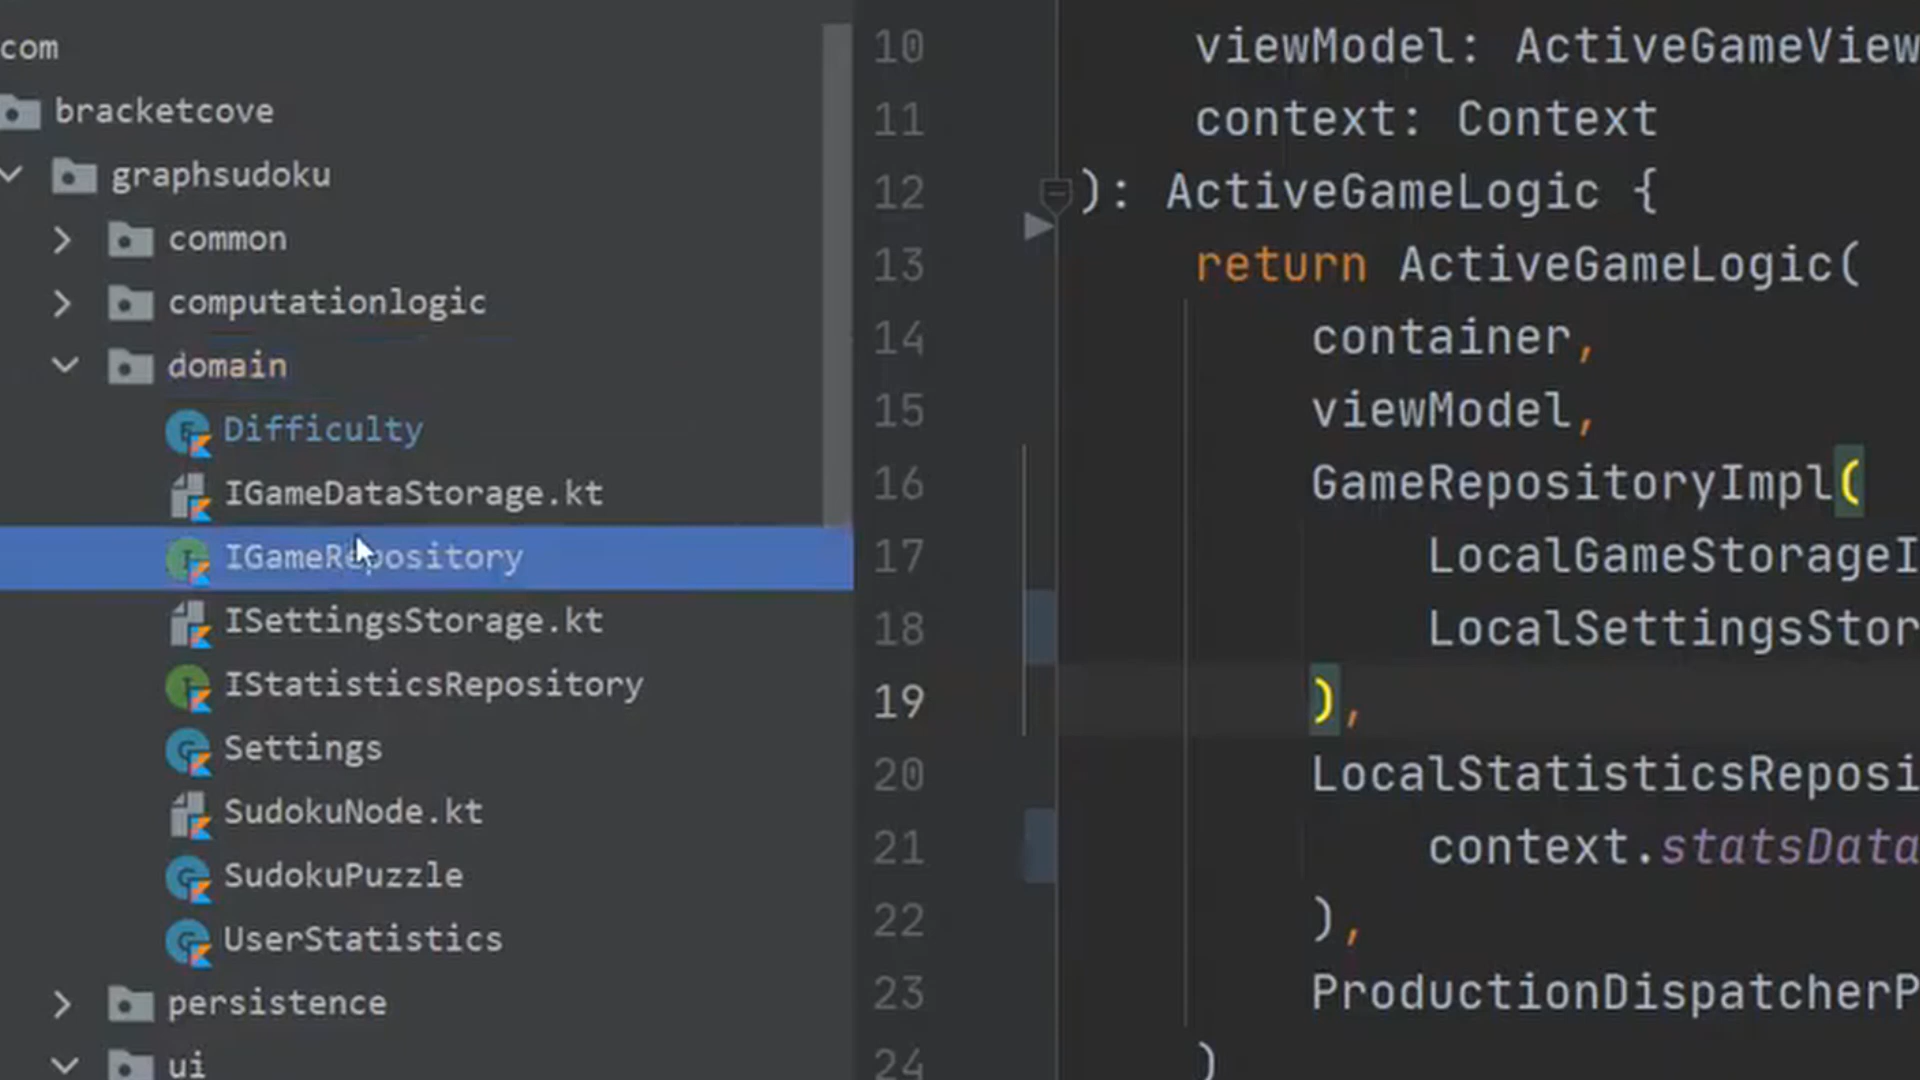 com
bracketcove
graphsudoku
common
computationlogic
domain
Difficulty
IGameDataStorage.kt
IGameRepository
ISettingsStorage.kt
IStatisticsRepository
Settings
SudokuNode.kt
SudokuPuzzle
UserStatistics
persistence
ui
10 viewModel: ActiveGameView
11 context: Context
12 ): ActiveGameLogic {
13 return ActiveGameLogic(
14 container,
15 viewModel,
16 GameRepositoryImpl(
17 LocalGameStorageI
18 LocalSettingsStor
19 ),
20 LocalStatisticsReposi
21 context.statsData
22 ),
23 ProductionDispatcherP
24 )